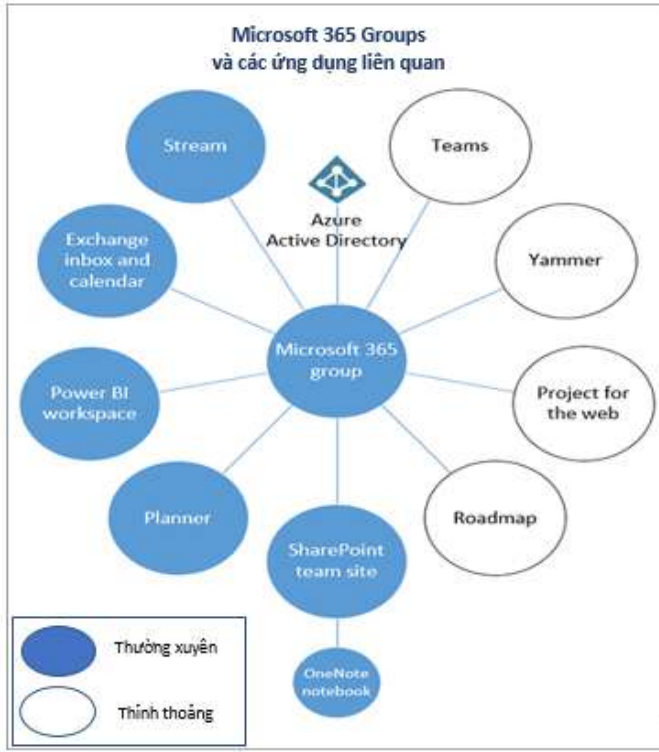 Microsoft 365 Groups
và các ứng dụng liên quan
Stream
Teams
Azure
Active Directory
Exchange
inbox and
calendar
Yammer
Microsoft 365
group
Power BI
workspace
Project for
the web
Planner
Roadmap
SharePoint
team site
OneNote
notebook
Thường xuyên
Thỉnh thoảng